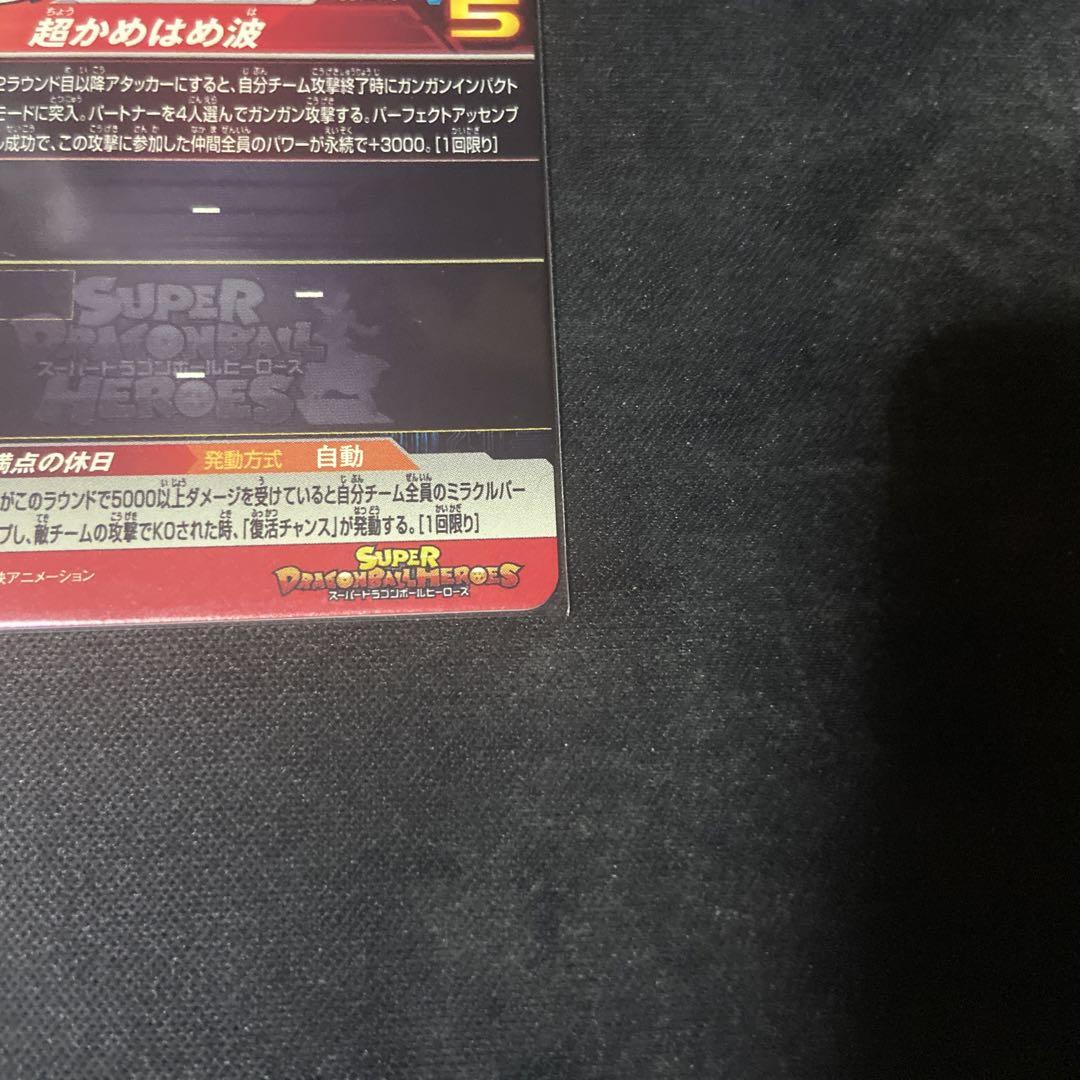 5
超かめはめ波
2ラウンド目以降アタッカーにすると、自分チーム攻撃終了時にガンガンインパクト
モードに突入。パートナーを4人選んでガンガン攻撃する。パーフェクトアッセンブ
ル成功で、この攻撃に参加した仲間全員のパワーが永続で+3000。[1回限り]
SUPER
DRAGONBALL
スーパードラゴンボールヒーローズ
HEROES
満点の休日 発動方式 自動
がこのラウンドで5000以上ダメージを受けていると自分チーム全員のミラクルパー
プし、敵チームの攻撃でKOされた時、「復活チャンス」が発動する。[1回限り]
映アニメーション
SUPER
DRAGONBALL HEROES
スーパードラゴンボールヒーローズ